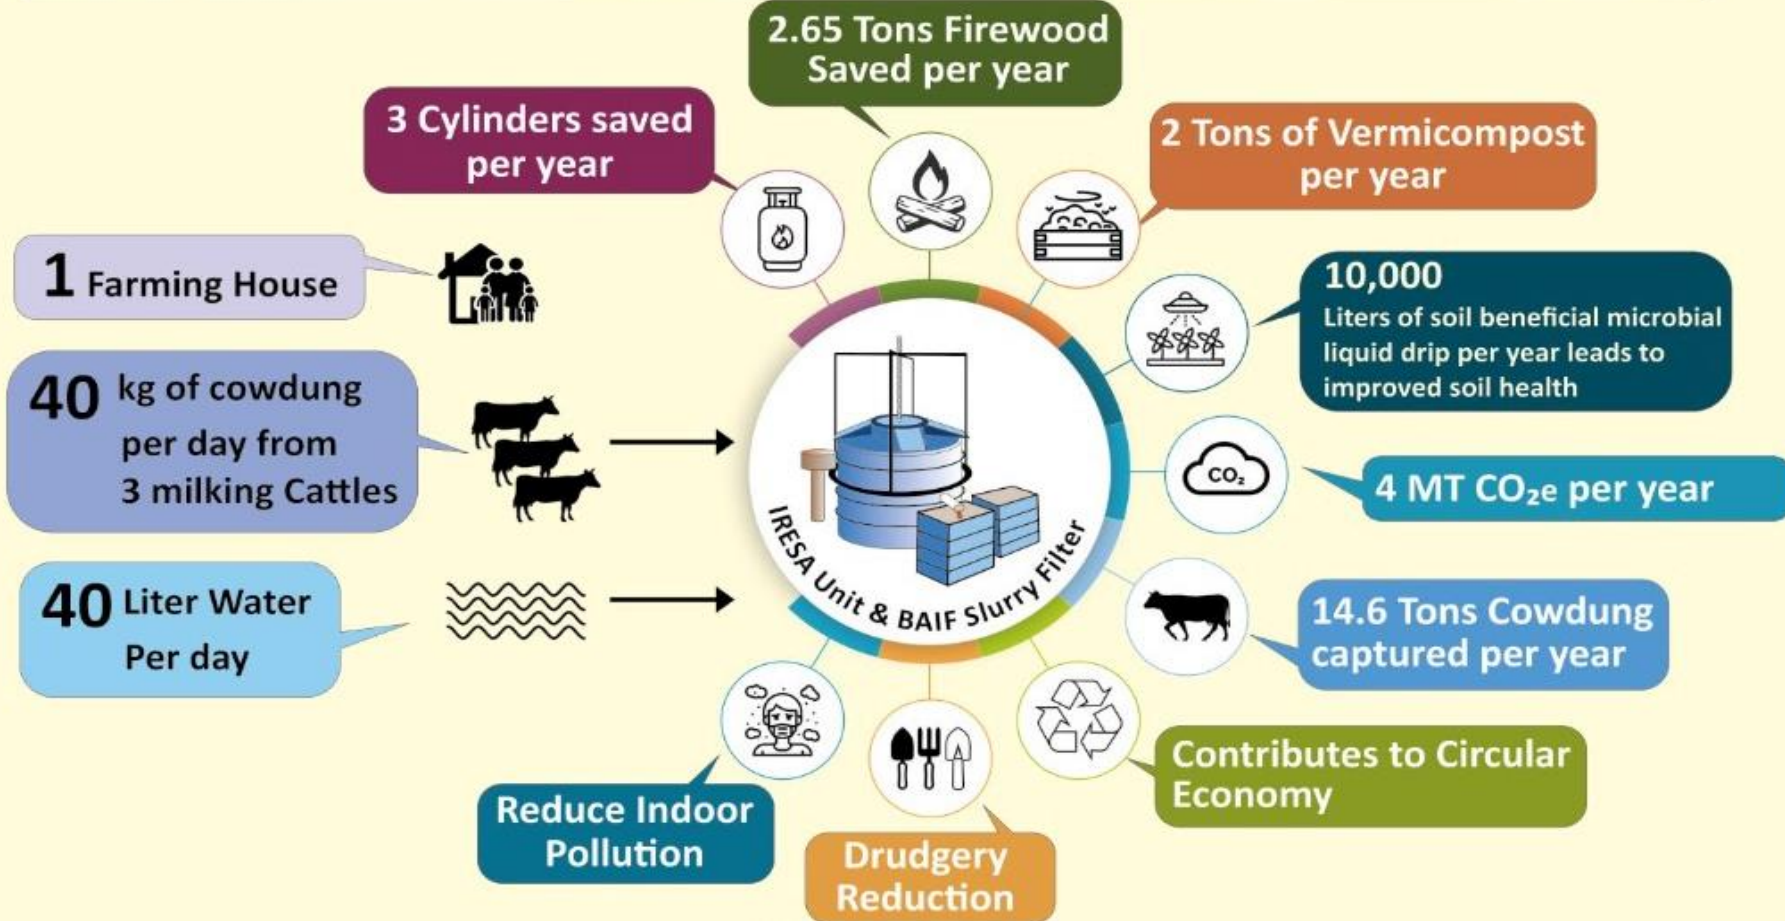 2.65 Tons Firewood
Saved per year
3 Cylinders saved
per year
2 Tons of Vermicompost
per year
1 Farming House
10,000
Liters of soil beneficial microbial
liquid drip per year leads to
improved soil health
40 kg of cowdung
per day from
3 milking Cattles
CO₂
4 MT CO₂e per year
IRESA Unit & BAIF Slurry Filter
40 Liter Water
Per day
14.6 Tons Cowdung
captured per year
Contributes to Circular
Economy
Reduce Indoor
Pollution
Drudgery
Reduction